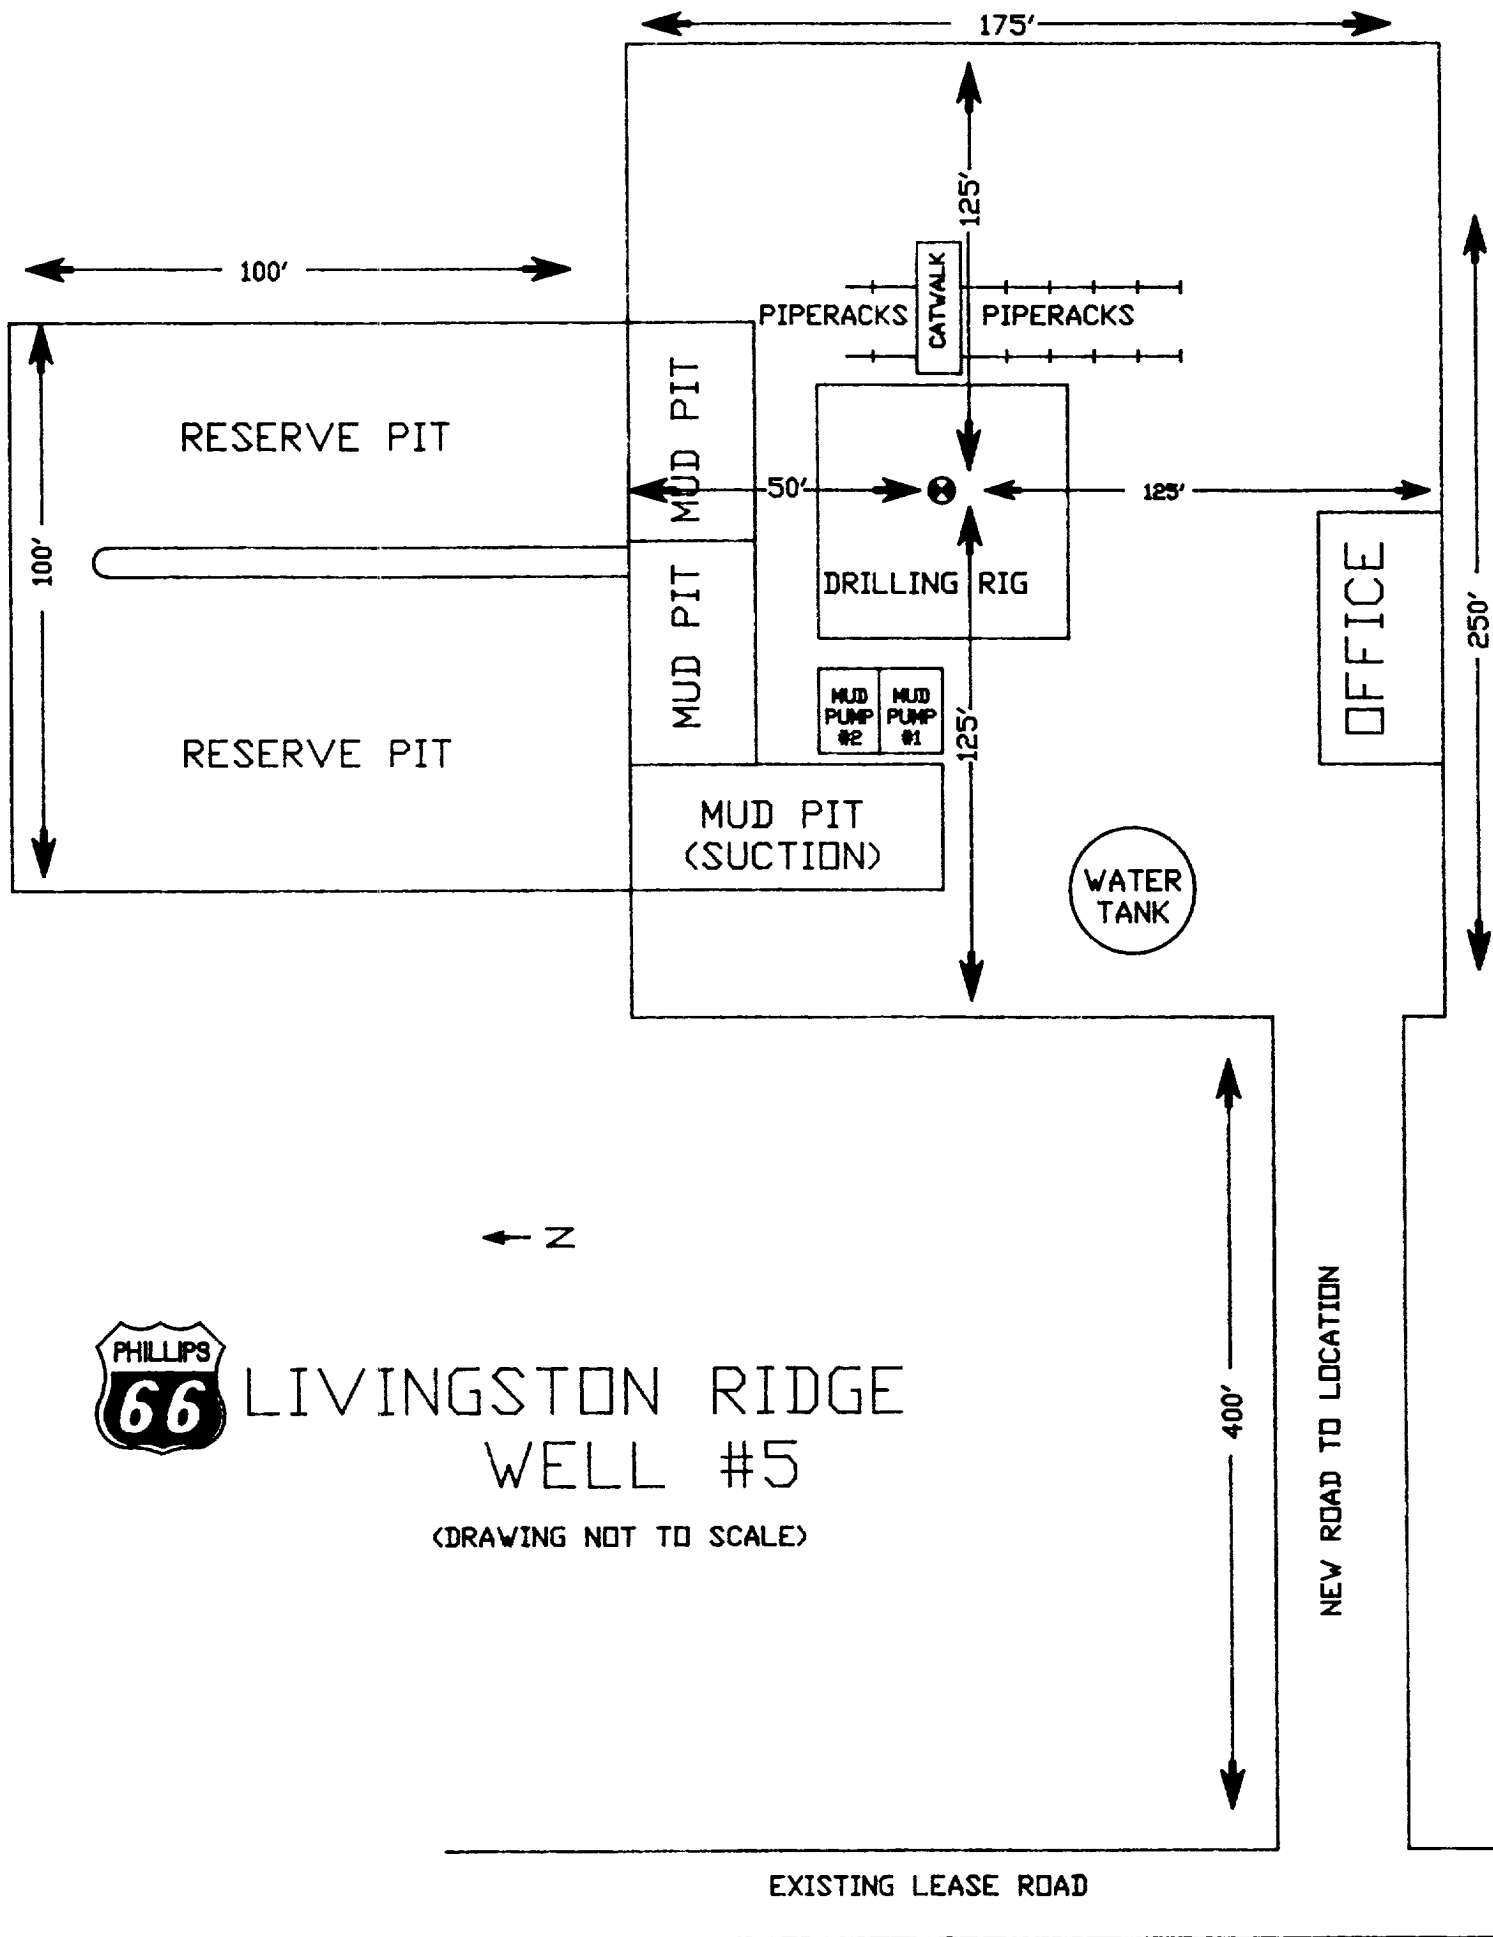 175'
125'
100'
CATWALK
PIPERACKS
PIPERACKS
MUD PIT
RESERVE PIT
50'
125'
100'
OFFICE
DRILLING RIG
250'
MUD PIT
MUD
PUMP
#2
MUD
PUMP
#1
125'
RESERVE PIT
MUD PIT
(SUCTION)
WATER
TANK
N
PHILLIPS
66
LIVINGSTON RIDGE
WELL #5
(DRAWING NOT TO SCALE)
400'
NEW ROAD TO LOCATION
EXISTING LEASE ROAD